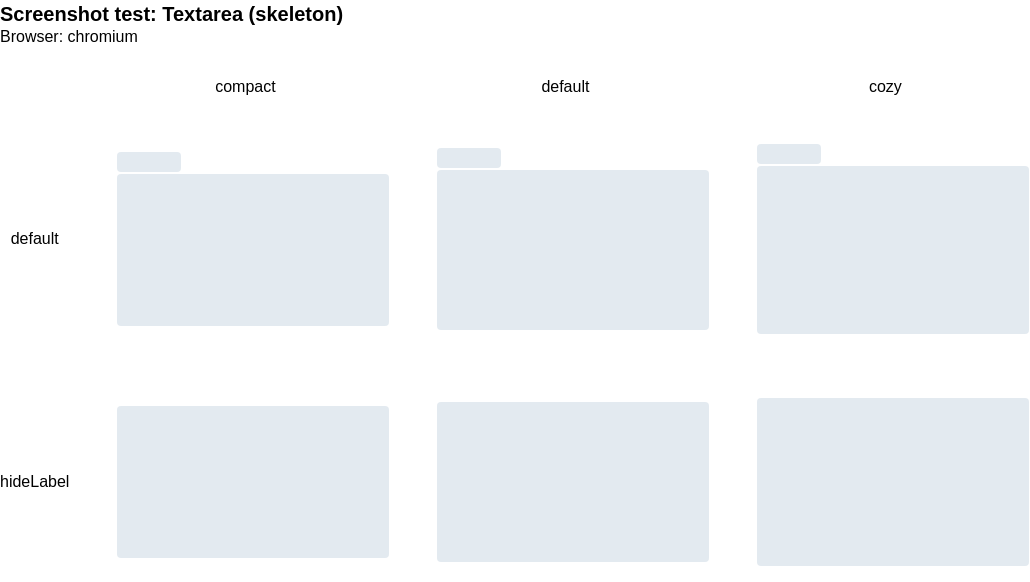 Screenshot test: Textarea (skeleton)
Browser: chromium
compact default cozy
default
hideLabel